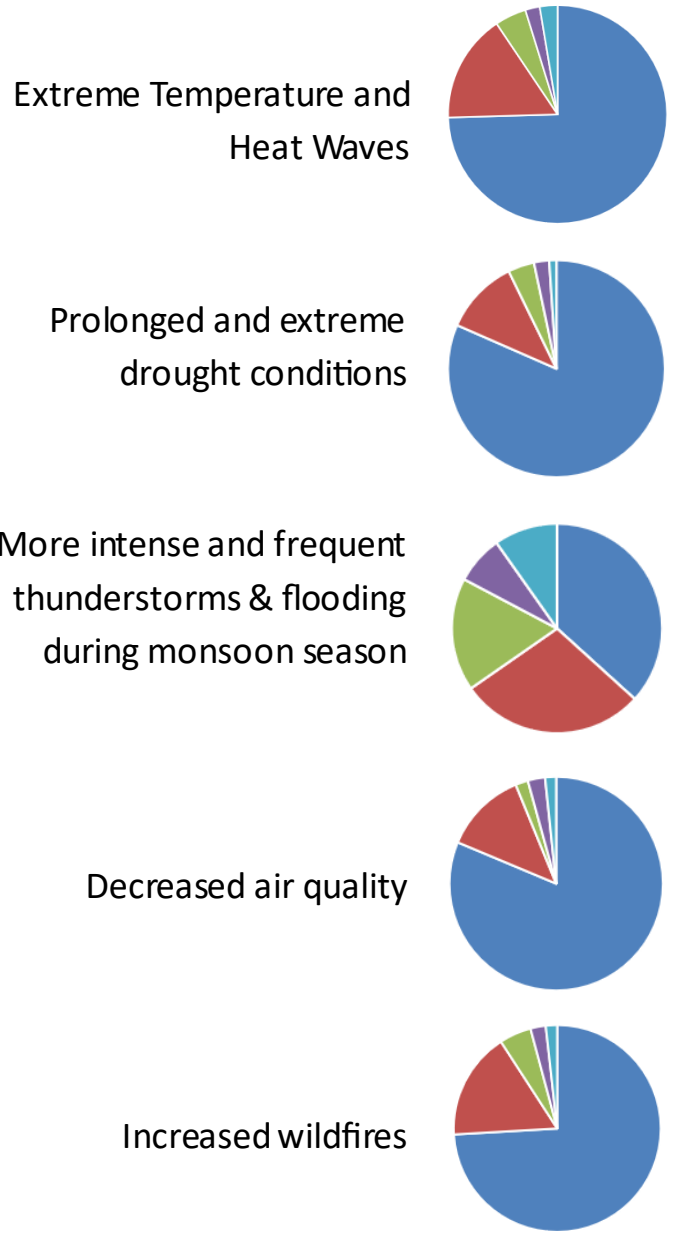 Extreme Temperature and
Heat Waves
Prolonged and extreme
drought conditions
More intense and frequent
thunderstorms & flooding
during monsoon season
Decreased air quality
Increased wildfires